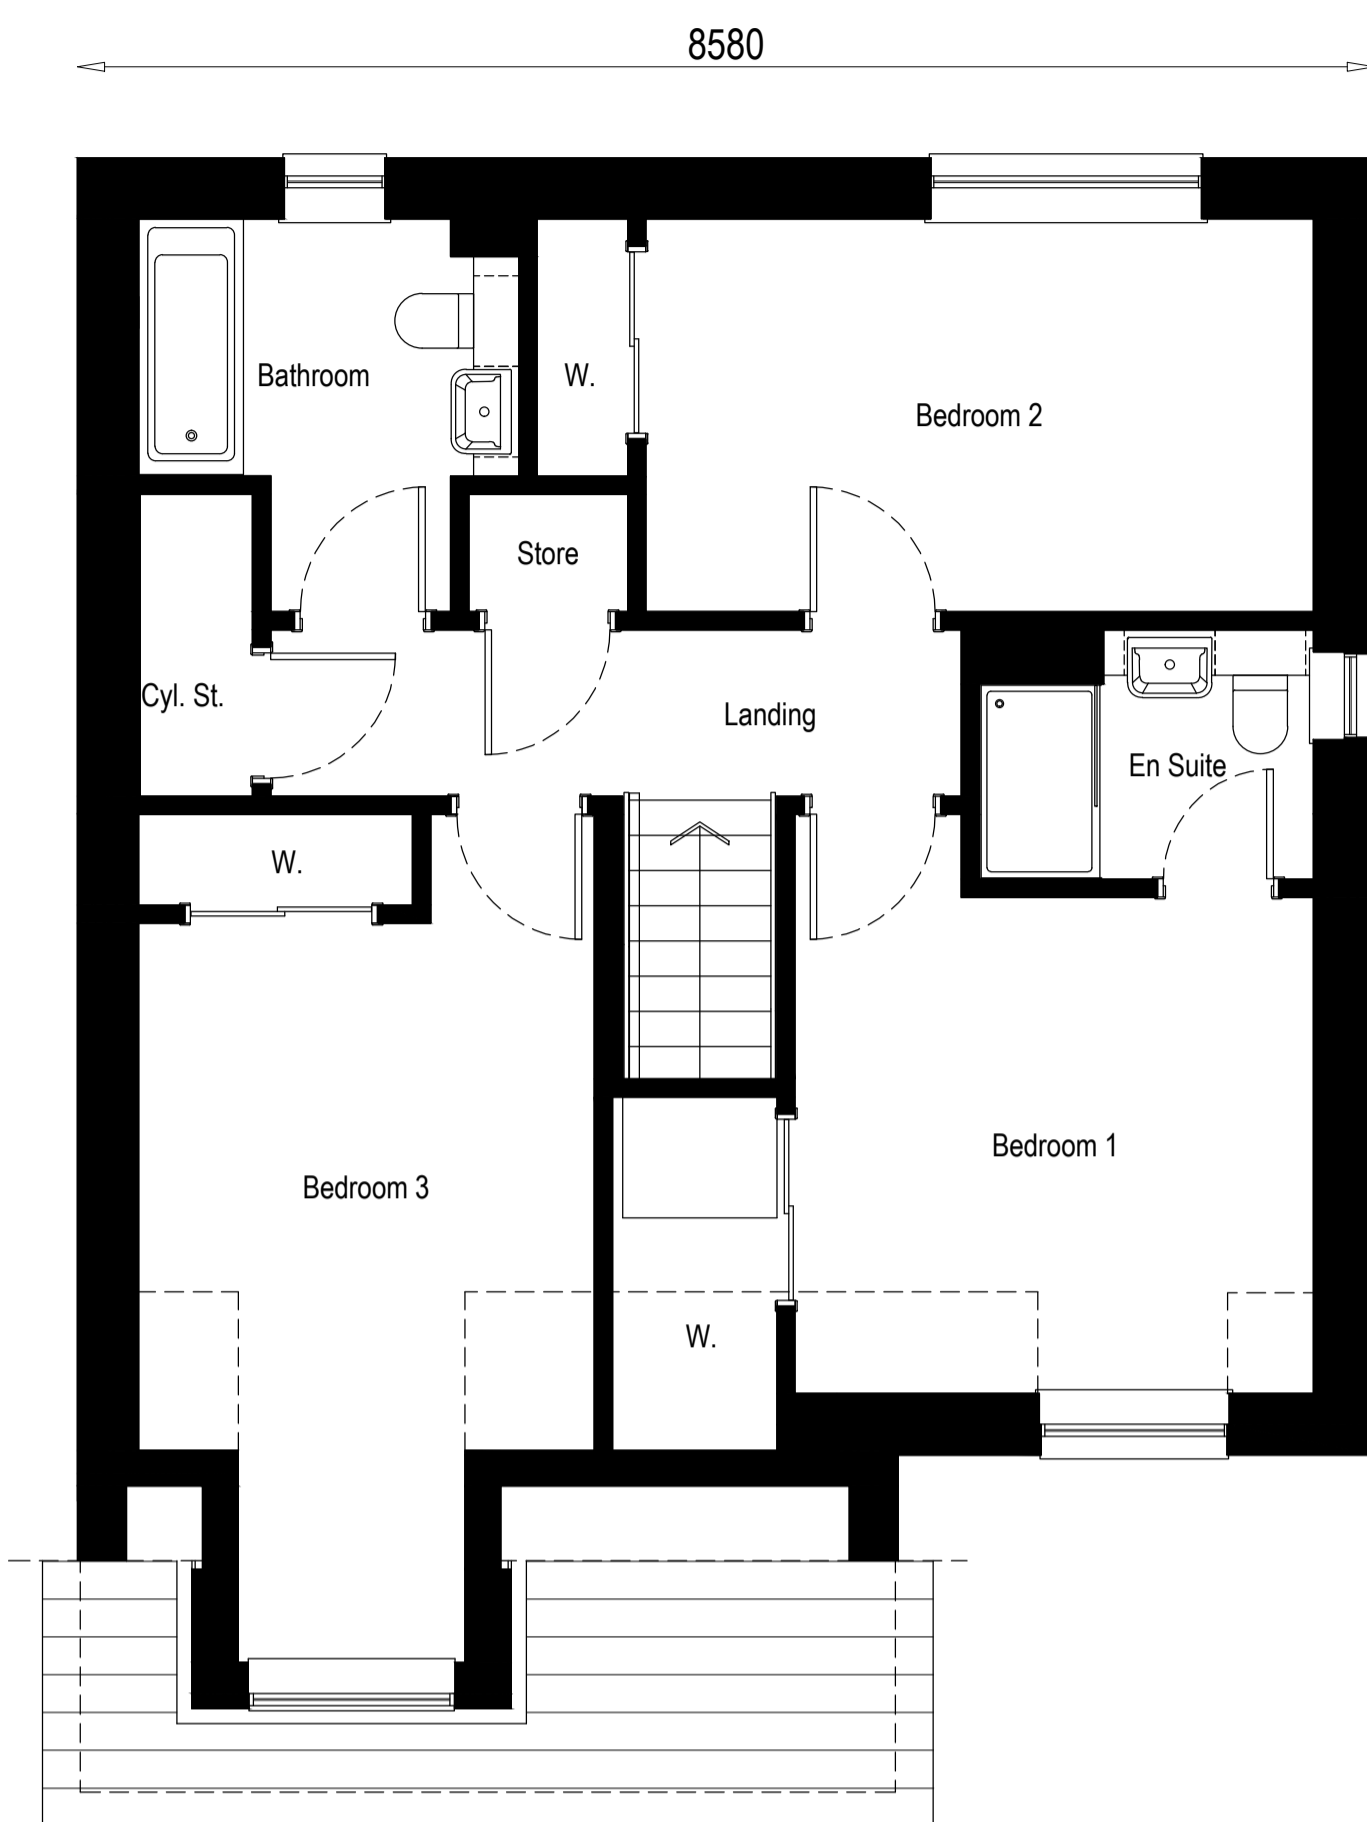 8580
Bathroom
W.
Bedroom 2
Store
Cyl. St.
Landing
En Suite
W.
Bedroom 1
Bedroom 3
W.